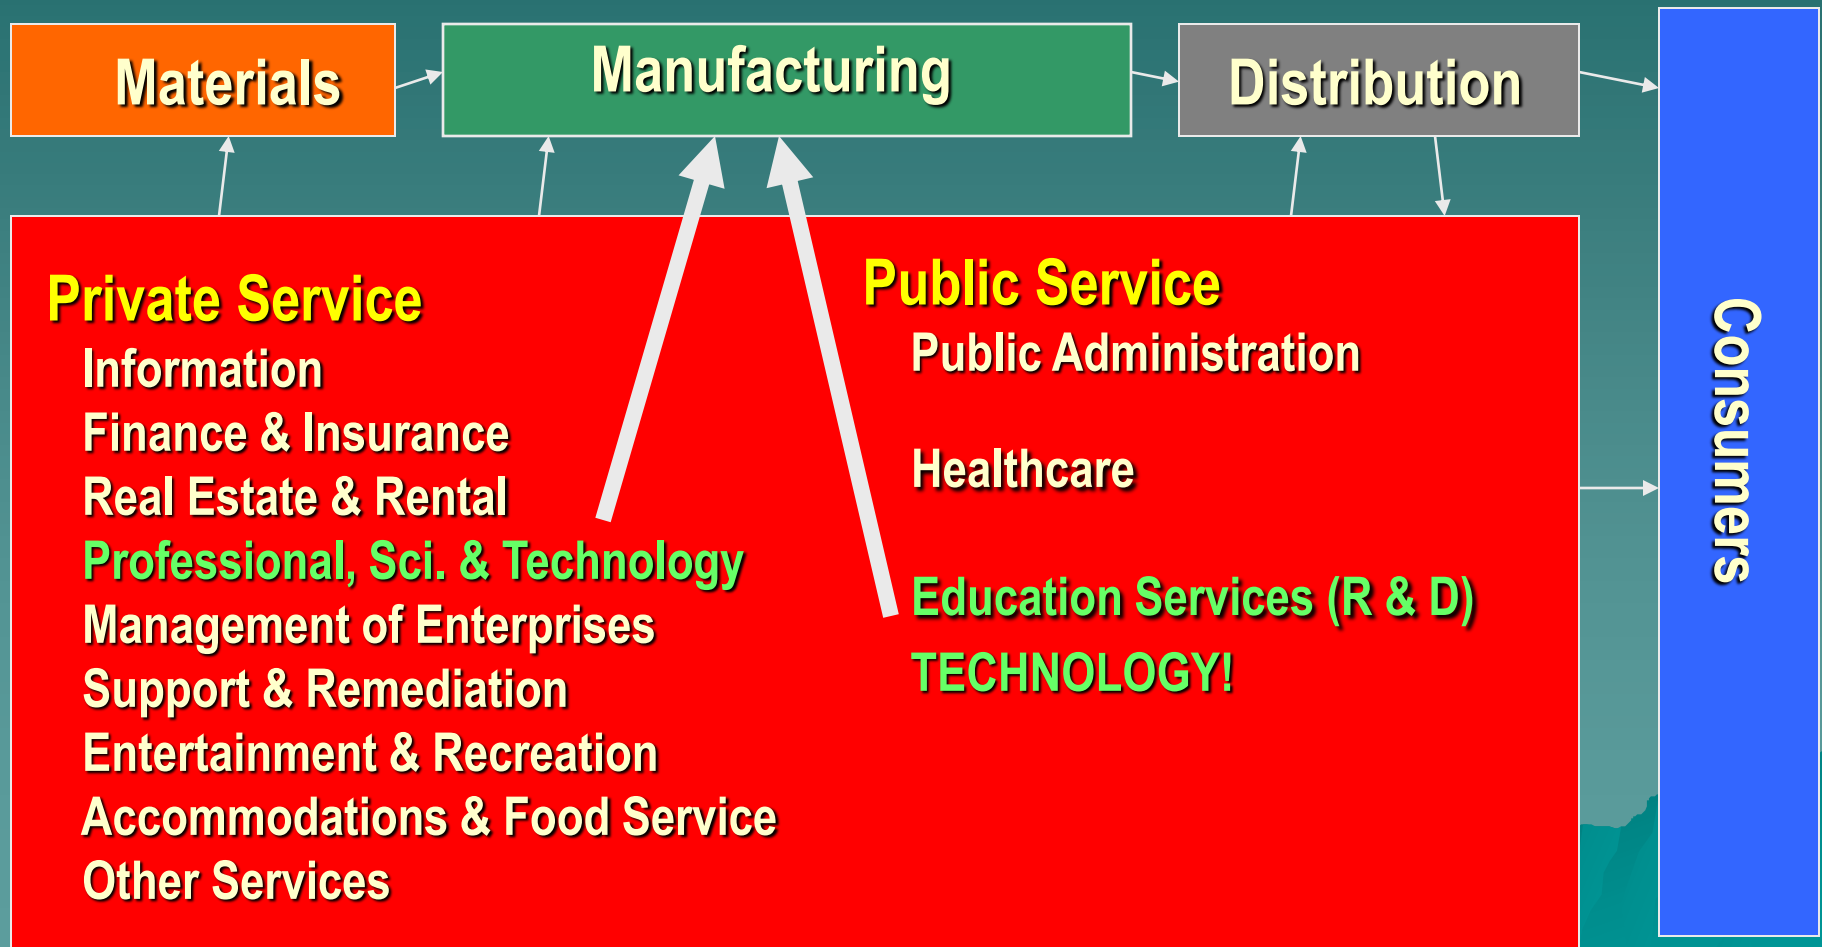 Materials
Manufacturing
Distribution
Consumers
Private Service
Information
Finance & Insurance
Real Estate & Rental
Professional, Sci. & Technology
Management of Enterprises
Support & Remediation
Entertainment & Recreation
Accommodations & Food Service
Other Services
Public Service
Public Administration
Healthcare
Education Services (R & D)
TECHNOLOGY!